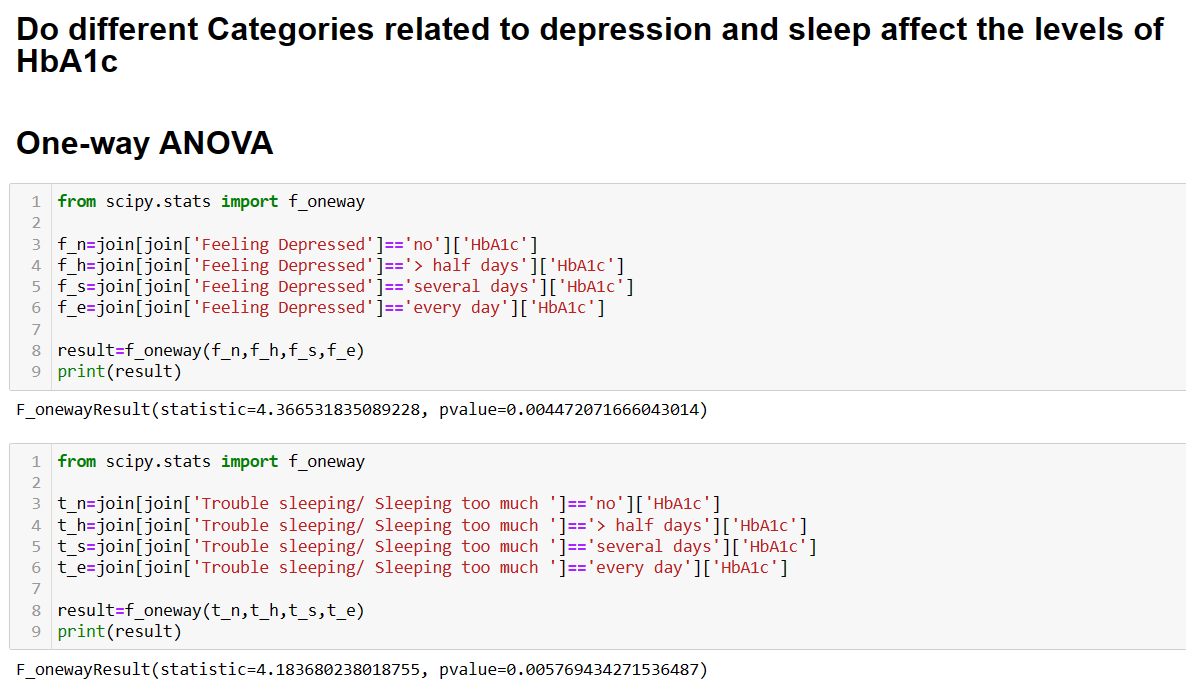 Do different Categories related to depression and sleep affect the levels of
HbA1c
One-way ANOVA
1 from scipy.stats import f_oneway
2
3 f_n=join[join['Feeling Depressed']=='no']['HbA1c']
4 f_h=join[join['Feeling Depressed']=='> half days']['HbA1c']
5 f_s=join[join['Feeling Depressed']=='several days']['HbA1c']
6 f_e=join[join['Feeling Depressed']=='every day']['HbA1c']
7
8 result=f_oneway(f_n,f_h,f_s,f_e)
9 print(result)
F_onewayResult(statistic=4.366531835089228, pvalue=0.004472071666043014)
1 from scipy.stats import f_oneway
2
3 t_n=join[join['Trouble sleeping/ Sleeping too much ']=='no']['HbA1c']
4 t_h=join[join['Trouble sleeping/ Sleeping too much ']=='> half days']['HbA1c']
5 t_s=join[join['Trouble sleeping/ Sleeping too much ']=='several days']['HbA1c']
6 t_e=join[join['Trouble sleeping/ Sleeping too much ']=='every day']['HbA1c']
7
8 result=f_oneway(t_n,t_h,t_s,t_e)
9 print(result)
F_onewayResult(statistic=4.183680238018755, pvalue=0.005769434271536487)